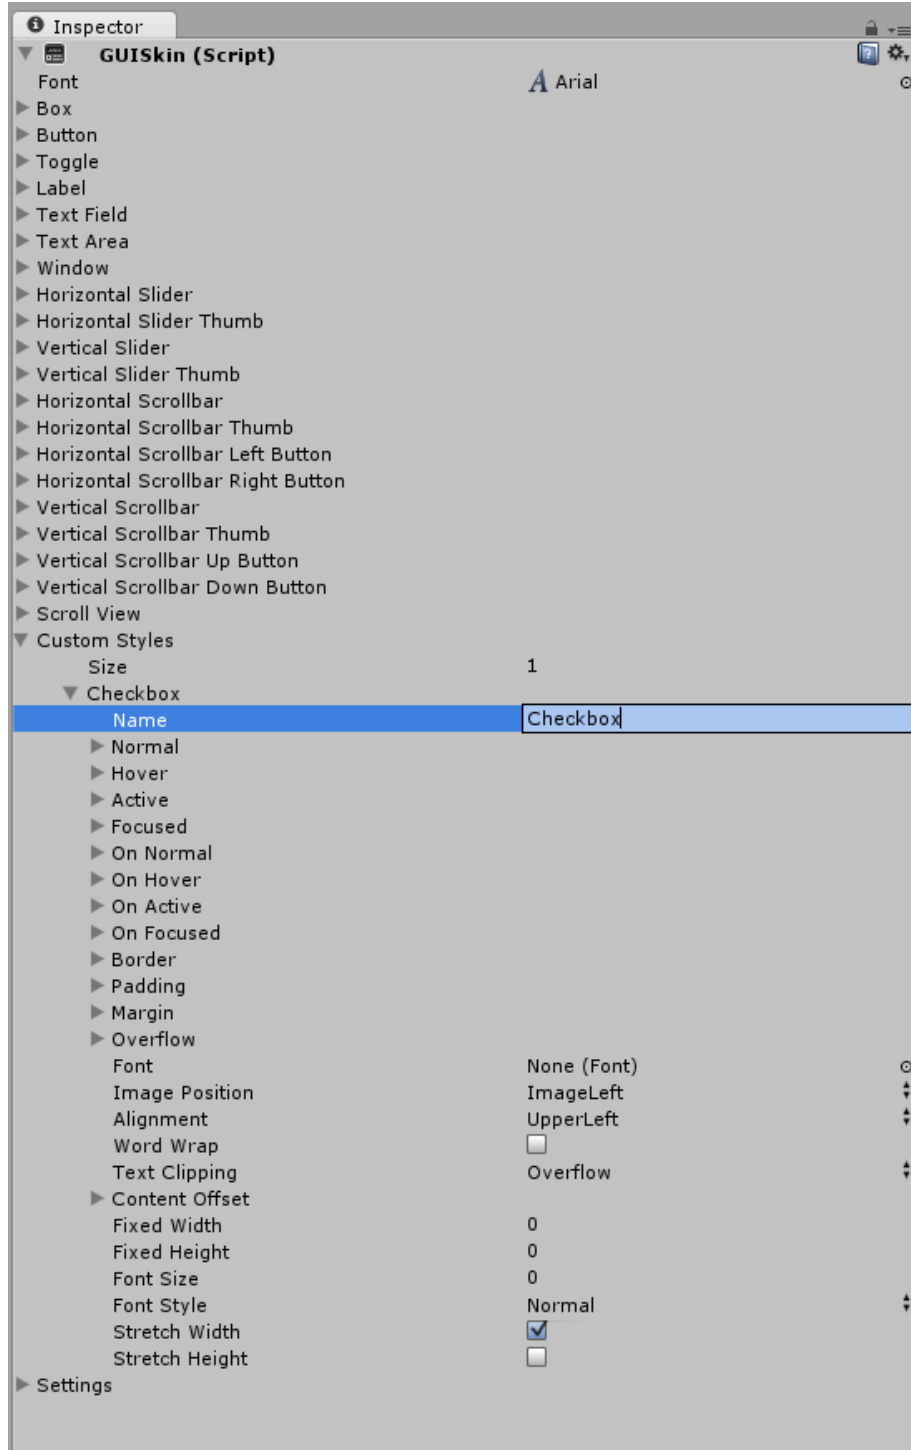 Inspector
GUISkin (Script)
Font Arial
Box
Button
Toggle
Label
Text Field
Text Area
Window
Horizontal Slider
Horizontal Slider Thumb
Vertical Slider
Vertical Slider Thumb
Horizontal Scrollbar
Horizontal Scrollbar Thumb
Horizontal Scrollbar Left Button
Horizontal Scrollbar Right Button
Vertical Scrollbar
Vertical Scrollbar Thumb
Vertical Scrollbar Up Button
Vertical Scrollbar Down Button
Scroll View
Custom Styles
Size 1
Checkbox
Name Checkbox
Normal
Hover
Active
Focused
On Normal
On Hover
On Active
On Focused
Border
Padding
Margin
Overflow
Font None (Font)
Image Position ImageLeft
Alignment UpperLeft
Word Wrap
Text Clipping Overflow
Content Offset
Fixed Width 0
Fixed Height 0
Font Size 0
Font Style Normal
Stretch Width
Stretch Height
Settings